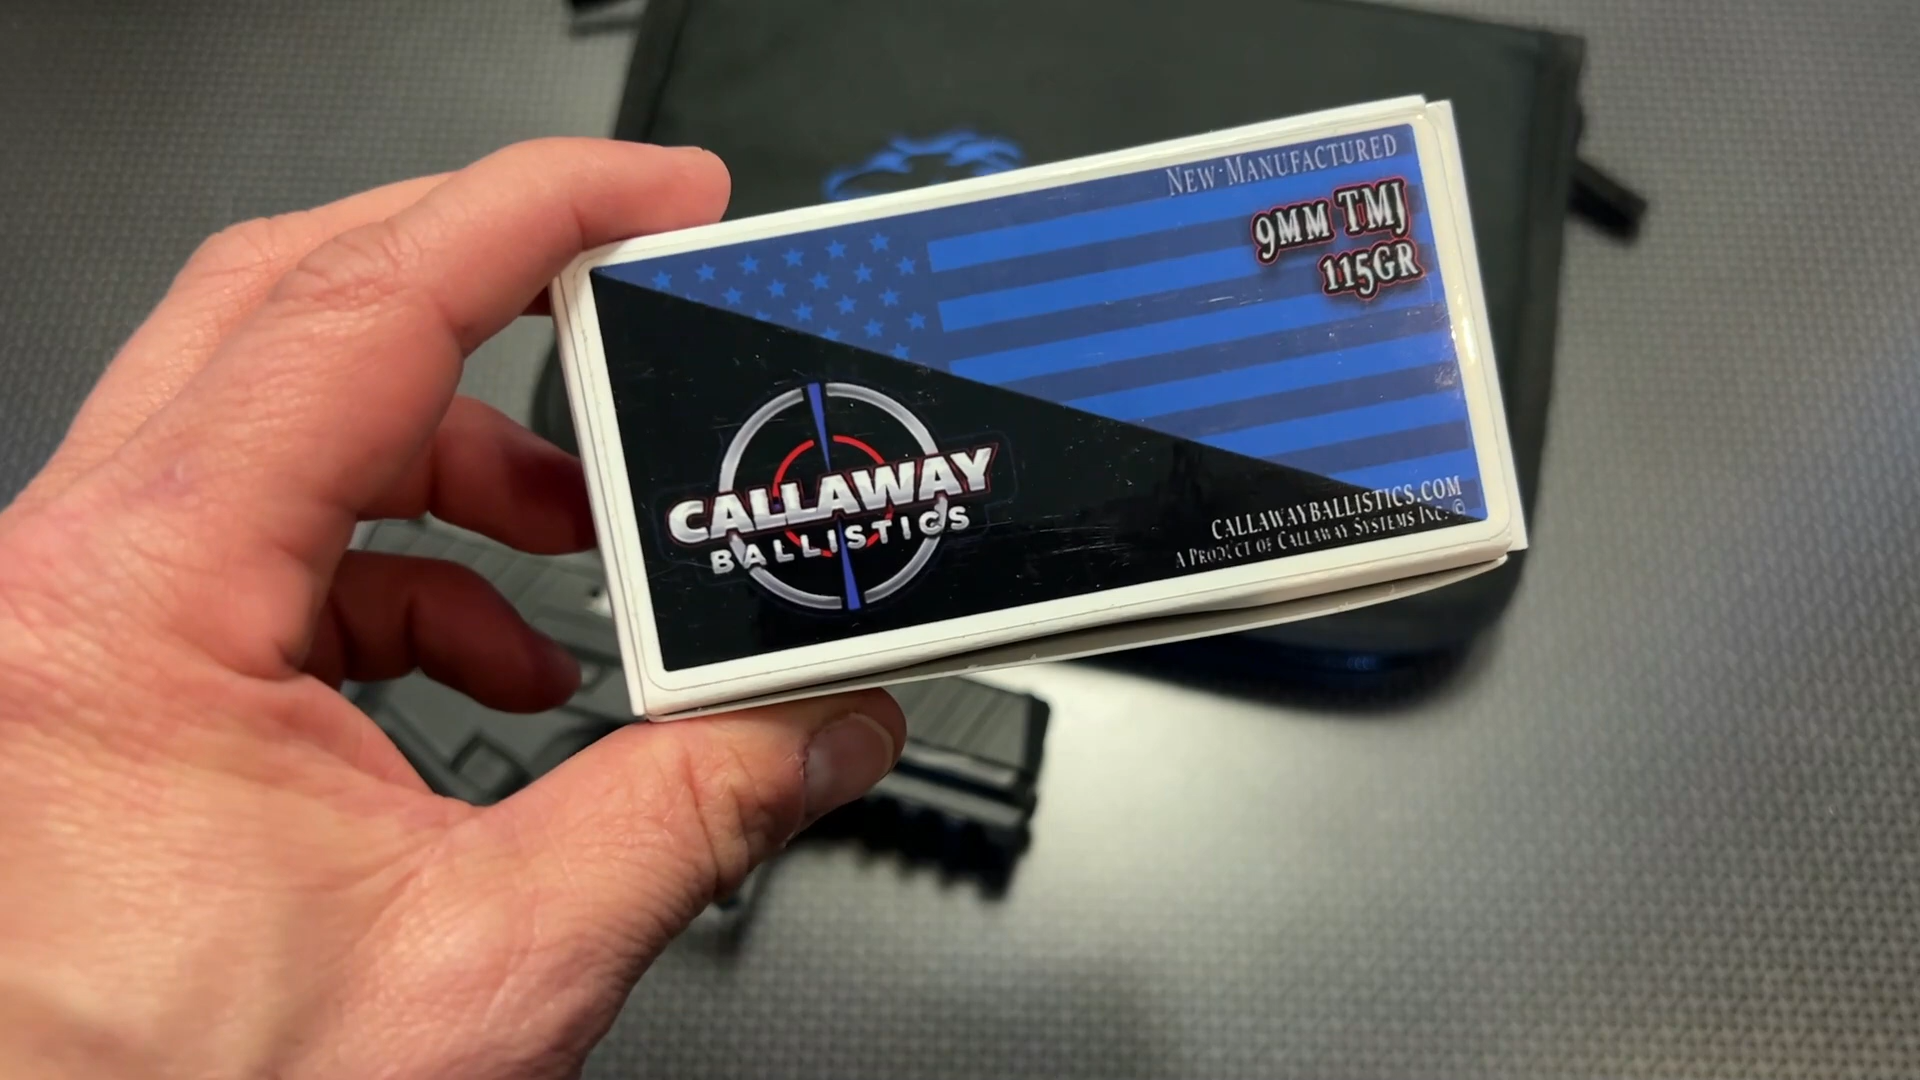 New Manufactured
9MM TMJ
115GR
CALLAWAY
BALLISTICS
CALLAWAYBALLISTICS.COM
A Product of Callaway Systems Inc. ©